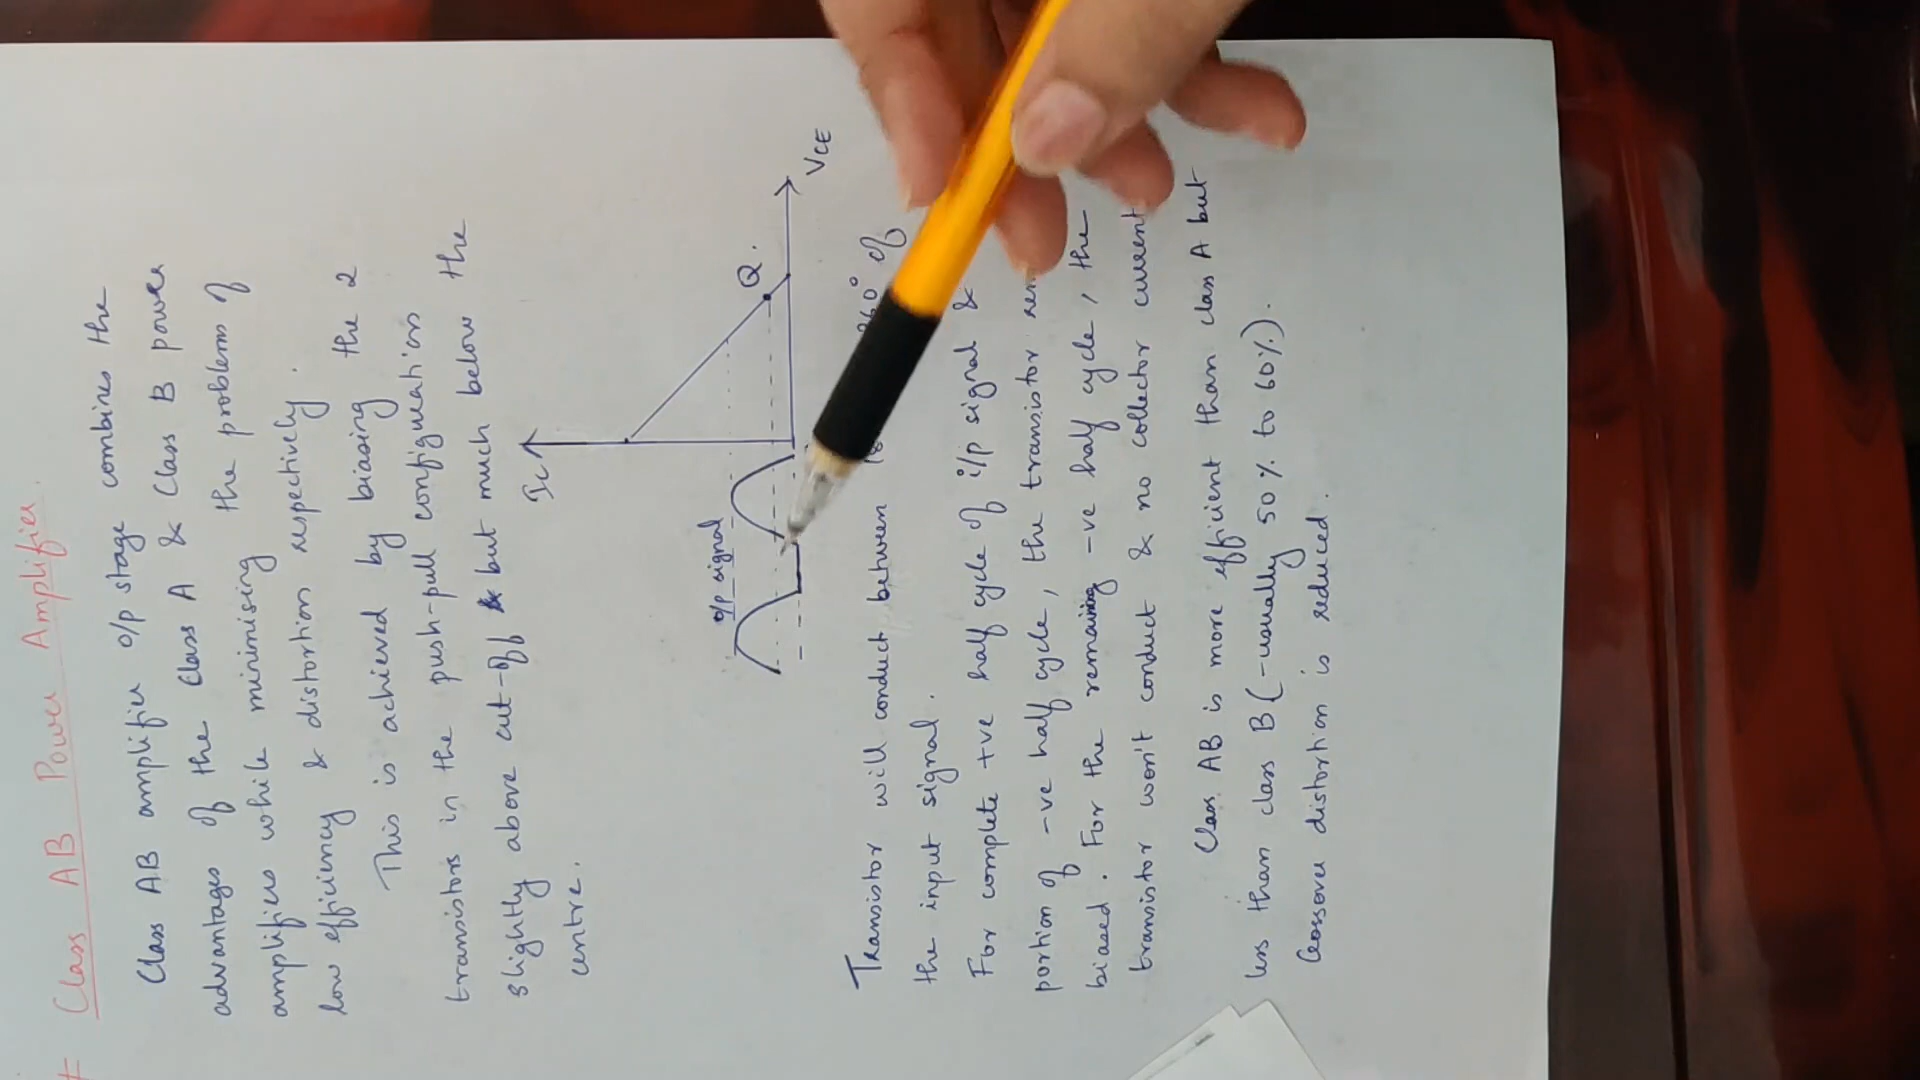 # Class AB Power Amplifier.
Class AB amplifier o/p stage combines the
advantages of the Class A & Class B power
amplifiers while minimising the problems of
low efficiency & distortion respectively.
This is achieved by biasing the 2
transistors in the push-pull configurations
slightly above cut-off but much below the
centre.
Ic
o/p signal
Q.
VCE
Transistor will conduct between 360° of
the input signal.
For complete +ve half cycle of i/p signal &
portion of -ve half cycle, the transistor
biased. For the remaining -ve half cycle, the
transistor won't conduct & no collector current
Class AB is more efficient than class A but
less than class B (-usually 50% to 60%).
Crossover distortion is reduced.